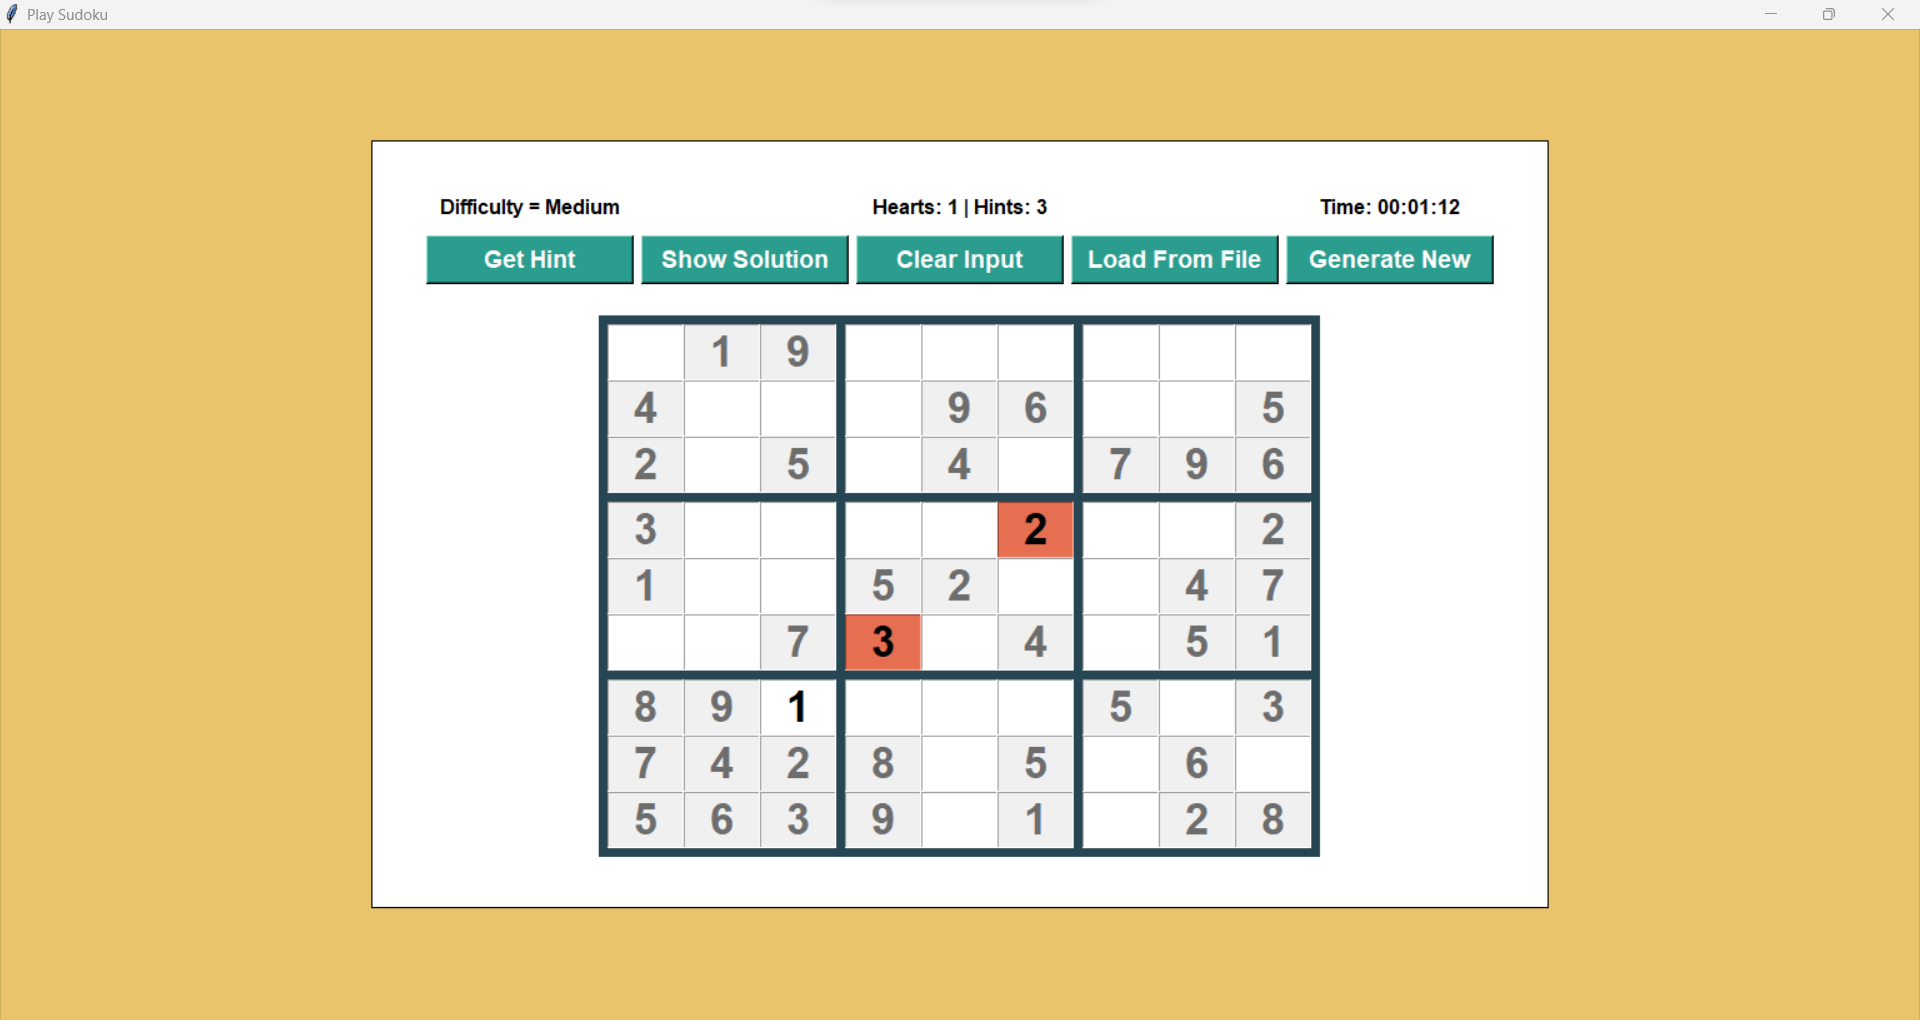 Play Sudoku
Difficulty = Medium Hearts: 1 | Hints: 3 Time: 00:01:12
Get Hint Show Solution Clear Input Load From File Generate New
1 9
4 9 6 5
2 5 4 7 9 6
3 2 2
1 5 2 4 7
7 3 4 5 1
8 9 1 5 3
7 4 2 8 5 6
5 6 3 9 1 2 8